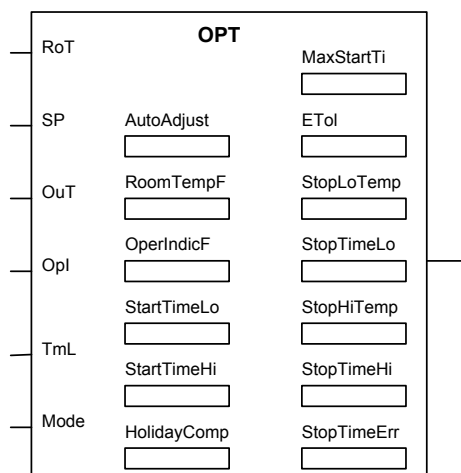 OPT
RoT
MaxStartTi
SP
AutoAdjust
ETol
OuT
RoomTempF
StopLoTemp
OpI
OperIndicF
StopTimeLo
StartTimeLo
StopHiTemp
TmL
StartTimeHi
StopTimeHi
Mode
HolidayComp
StopTimeErr